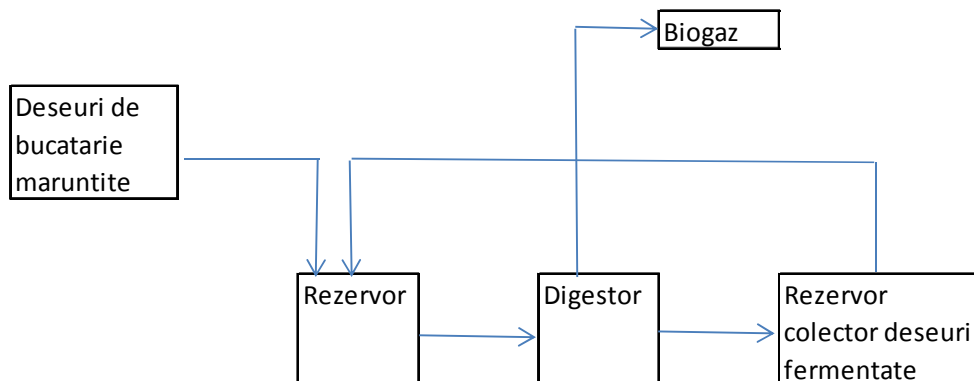 Biogaz
Deseuri de
bucatarie
maruntite
Rezervor
Digestor
Rezervor
colector deseuri
fermentate